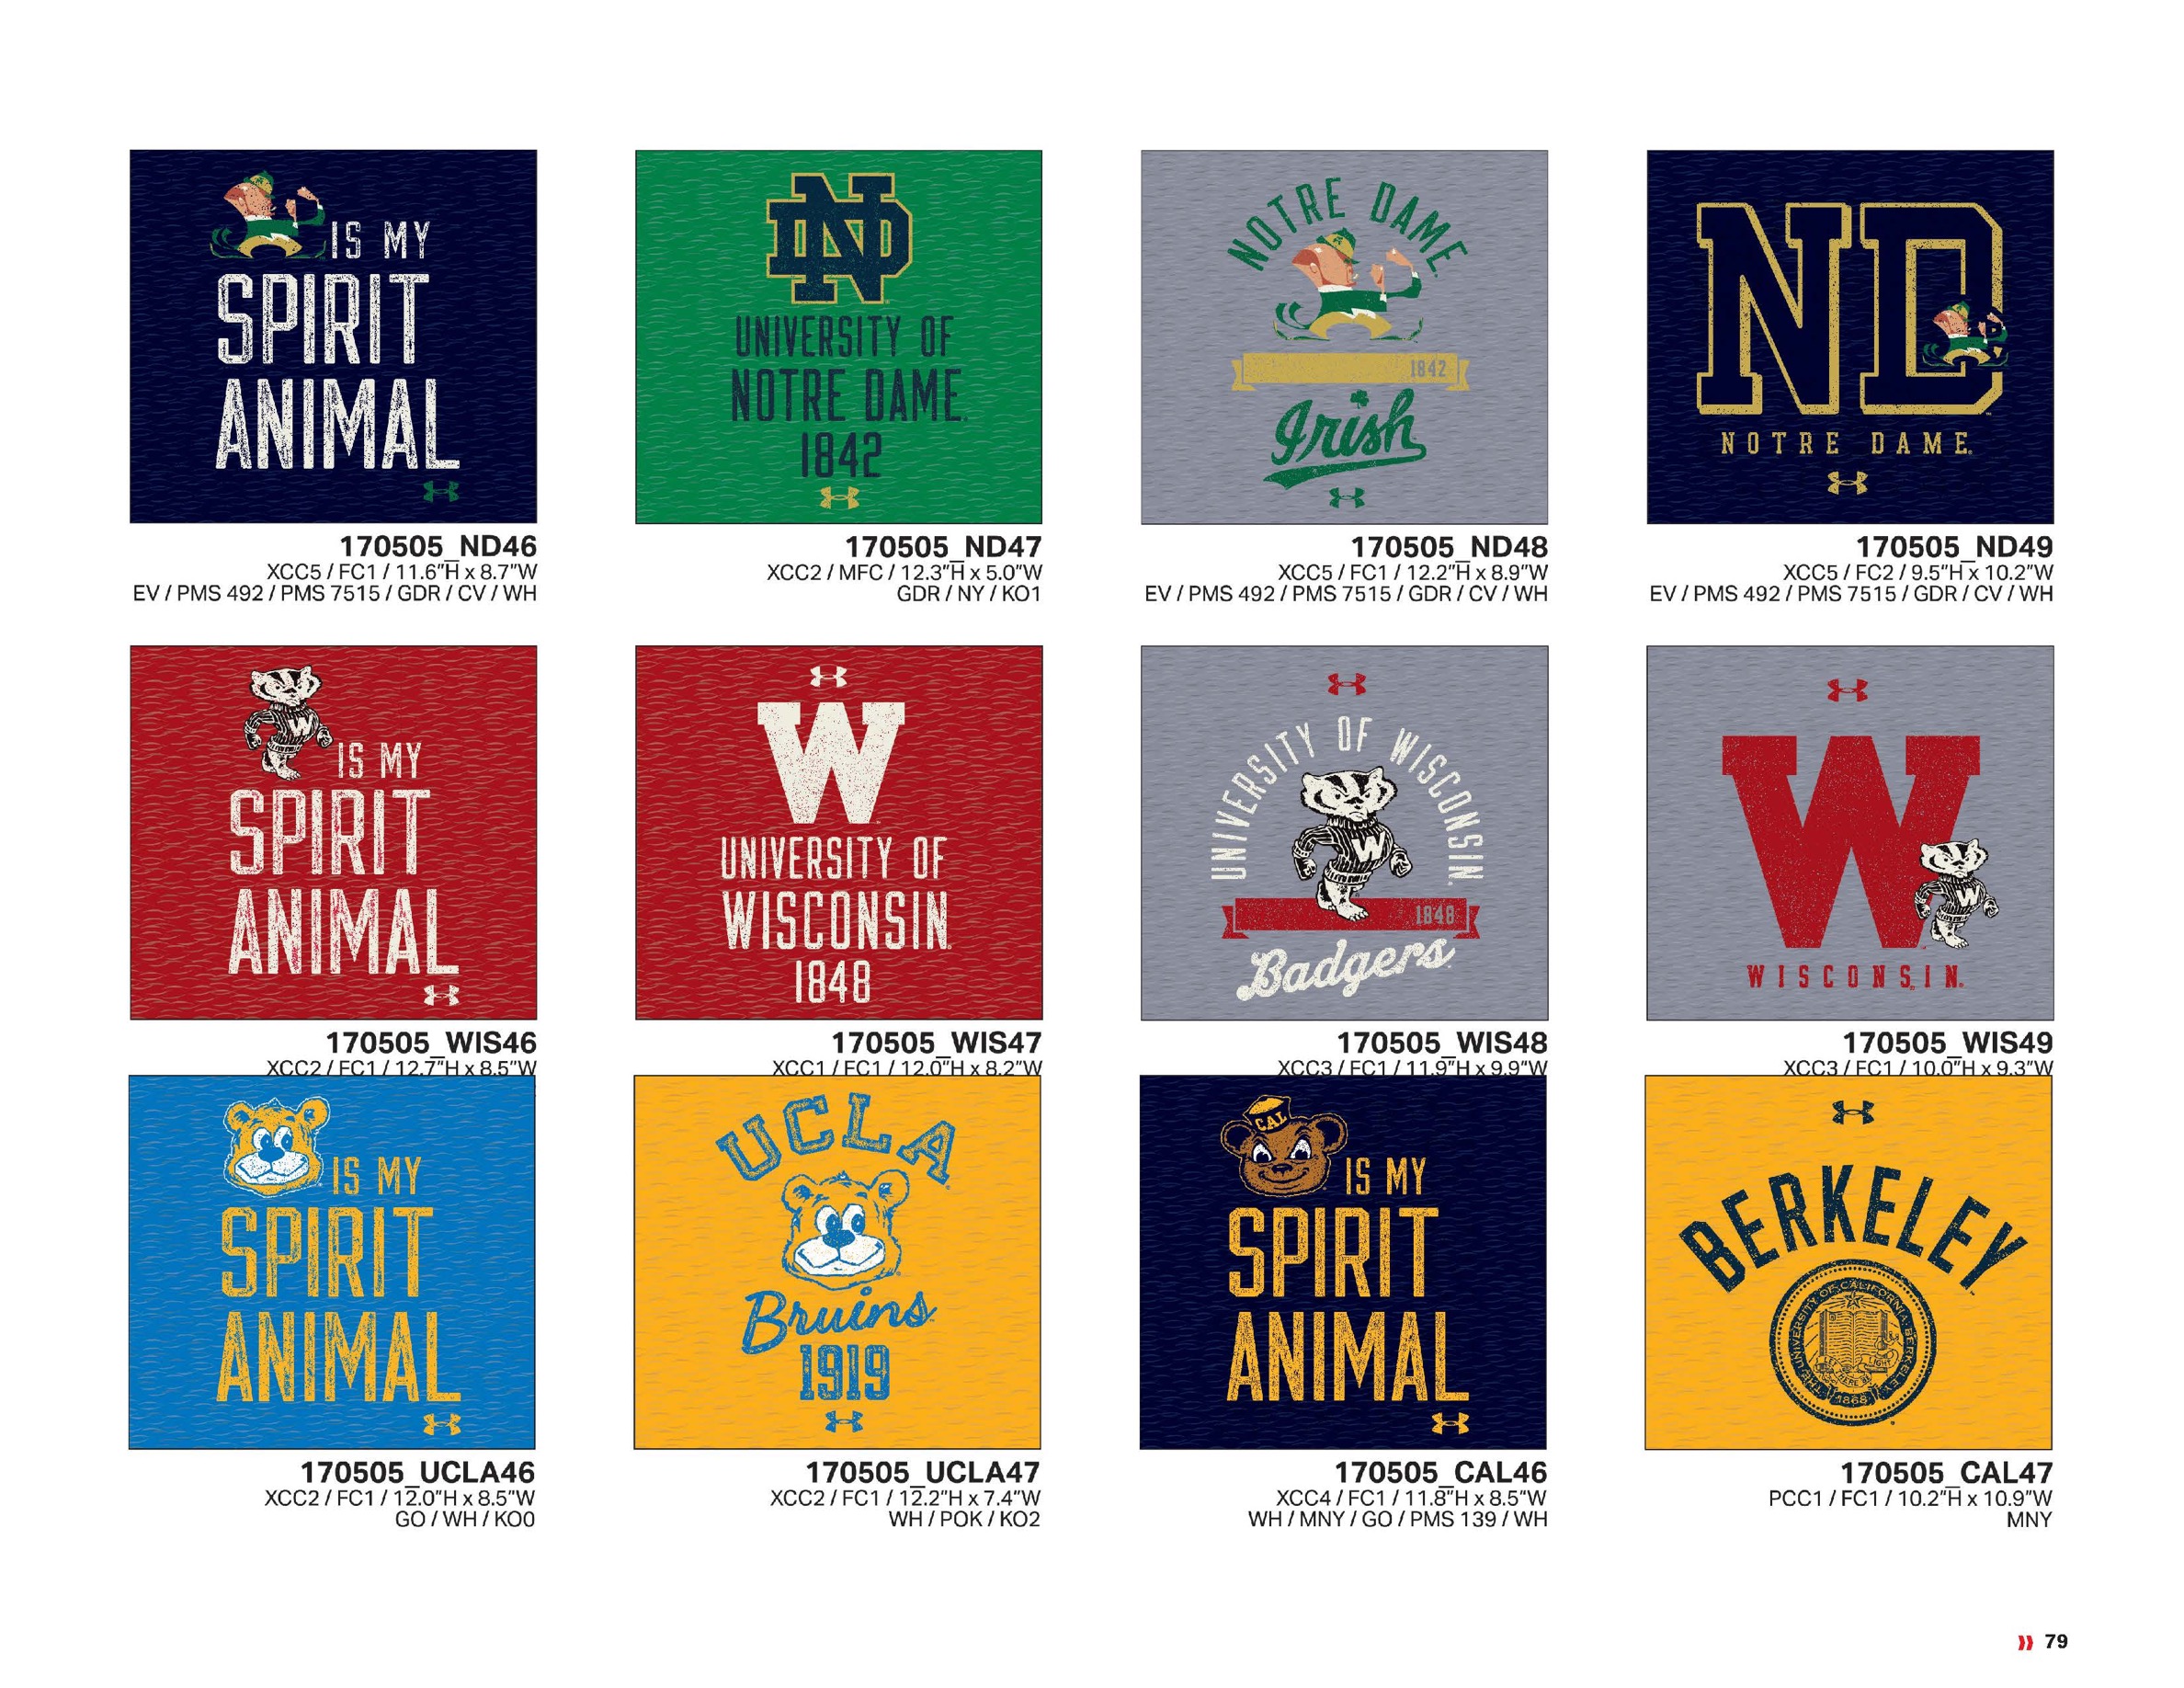 IS MY
SPIRIT
ANIMAL
170505_ND46
XCC5 / FC1 / 11.6"H x 8.7"W
EV / PMS 492 / PMS 7515 / GDR / CV / WH
ND
UNIVERSITY OF
NOTRE DAME
1842
170505_ND47
XCC2 / MFC / 12.3"H x 5.0"W
GDR / NY / KO1
NOTRE DAME
1842
Irish
170505_ND48
XCC5 / FC1 / 12.2"H x 8.9"W
EV / PMS 492 / PMS 7515 / GDR / CV / WH
ND
NOTRE DAME®
170505_ND49
XCC5 / FC2 / 9.5"H x 10.2"W
EV / PMS 492 / PMS 7515 / GDR / CV / WH
W
IS MY
SPIRIT
ANIMAL
170505_WIS46
XCC2 / FC1 / 12.7"H x 8.5"W
W
UNIVERSITY OF
WISCONSIN
1848
170505_WIS47
XCC1 / FC1 / 12.0"H x 8.2"W
UNIVERSITY OF WISCONSIN
W
1848
Badgers
170505_WIS48
XCC3 / FC1 / 11.9"H x 9.9"W
W
W
WISCONSIN®
170505_WIS49
XCC3 / FC1 / 10.0"H x 9.3"W
IS MY
SPIRIT
ANIMAL
170505_UCLA46
XCC2 / FC1 / 12.0"H x 8.5"W
GO / WH / KO0
UCLA
Bruins
1919
170505_UCLA47
XCC2 / FC1 / 12.2"H x 7.4"W
WH / POK / KO2
CAL
IS MY
SPIRIT
ANIMAL
170505_CAL46
XCC4 / FC1 / 11.8"H x 8.5"W
WH / MNY / GO / PMS 139 / WH
BERKELEY
THE UNIVERSITY OF CALIFORNIA BERKELEY
LIGHT
THERE BE
1868
170505_CAL47
PCC1 / FC1 / 10.2"H x 10.9"W
MNY
79